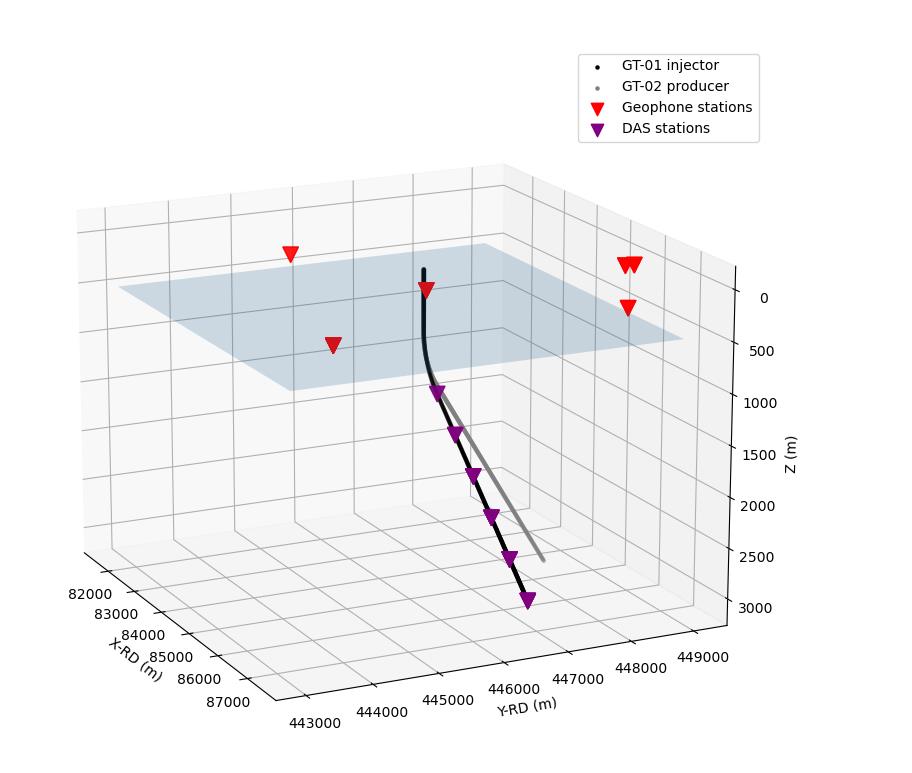 GT-01 injector
GT-02 producer
Geophone stations
DAS stations
0
500
1000
1500
2000
2500
3000
Z (m)
82000
83000
84000
85000
86000
87000
X-RD (m)
443000
444000
445000
446000
447000
448000
449000
Y-RD (m)